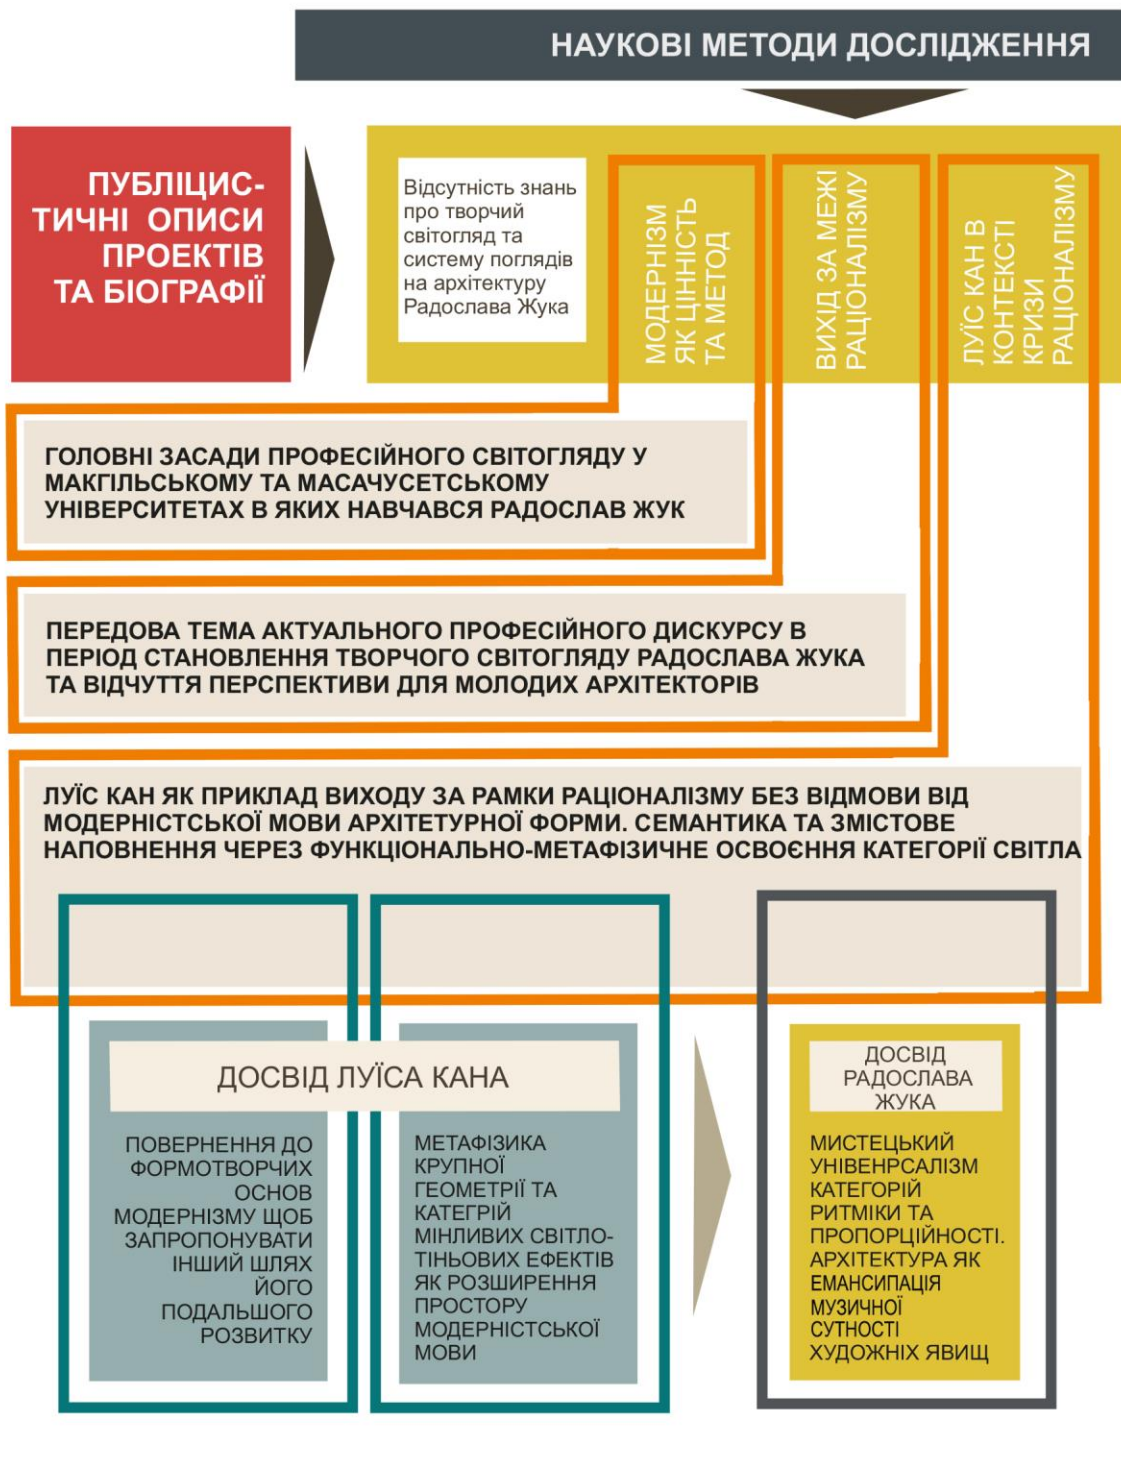 НАУКОВІ МЕТОДИ ДОСЛІДЖЕННЯ
ПУБЛІЦИС-
ТИЧНІ ОПИСИ
ПРОЕКТІВ
ТА БІОГРАФІЇ
Відсутність знань
про творчий
світогляд та
систему поглядів
на архітектуру
Радослава Жука
МОДЕРНІЗМ
ЯК ЦІННІСТЬ
ТА МЕТОД
ВИХІД ЗА МЕЖІ
РАЦІОНАЛІЗМУ
ЛУЇС КАН В
КОНТЕКСТІ
КРИЗИ
РАЦІОНАЛІЗМУ
ГОЛОВНІ ЗАСАДИ ПРОФЕСІЙНОГО СВІТОГЛЯДУ У
МАКГІЛЬСЬКОМУ ТА МАСАЧУСЕТСЬКОМУ
УНІВЕРСИТЕТАХ В ЯКИХ НАВЧАВСЯ РАДОСЛАВ ЖУК
ПЕРЕДОВА ТЕМА АКТУАЛЬНОГО ПРОФЕСІЙНОГО ДИСКУРСУ В
ПЕРІОД СТАНОВЛЕННЯ ТВОРЧОГО СВІТОГЛЯДУ РАДОСЛАВА ЖУКА
ТА ВІДЧУТТЯ ПЕРСПЕКТИВИ ДЛЯ МОЛОДИХ АРХІТЕКТОРІВ
ЛУЇС КАН ЯК ПРИКЛАД ВИХОДУ ЗА РАМКИ РАЦІОНАЛІЗМУ БЕЗ ВІДМОВИ ВІД
МОДЕРНІСТСЬКОЇ МОВИ АРХІТЕТУРНОЇ ФОРМИ. СЕМАНТИКА ТА ЗМІСТОВЕ
НАПОВНЕННЯ ЧЕРЕЗ ФУНКЦІОНАЛЬНО-МЕТАФІЗИЧНЕ ОСВОЄННЯ КАТЕГОРІЇ СВІТЛА
ДОСВІД ЛУЇСА КАНА
ПОВЕРНЕННЯ ДО
ФОРМОТВОРЧИХ
ОСНОВ
МОДЕРНІЗМУ ЩОБ
ЗАПРОПОНУВАТИ
ІНШИЙ ШЛЯХ
ЙОГО
ПОДАЛЬШОГО
РОЗВИТКУ
МЕТАФІЗИКА
КРУПНОЇ
ГЕОМЕТРІЇ ТА
КАТЕГРІЙ
МІНЛИВИХ СВІТЛО-
ТІНЬОВИХ ЕФЕКТІВ
ЯК РОЗШИРЕННЯ
ПРОСТОРУ
МОДЕРНІСТСЬКОЇ
МОВИ
ДОСВІД
РАДОСЛАВА
ЖУКА
МИСТЕЦЬКИЙ
УНІВЕНРСАЛІЗМ
КАТЕГОРІЙ
РИТМІКИ ТА
ПРОПОРЦІЙНОСТІ.
АРХІТЕКТУРА ЯК
ЕМАНСИПАЦІЯ
МУЗИЧНОЇ
СУТНОСТІ
ХУДОЖНІХ ЯВИЩ